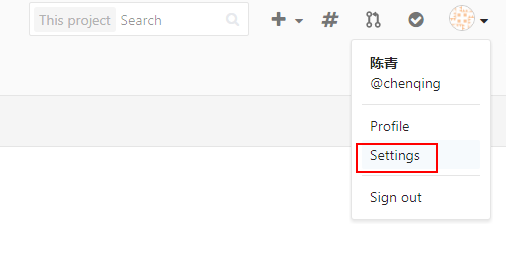 This project Search
陈青
@chenqing
Profile
Settings
Sign out